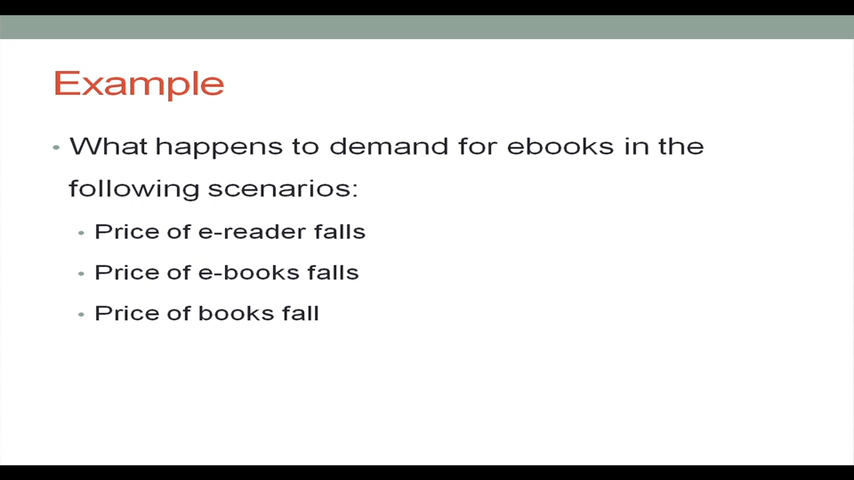 Example
• What happens to demand for ebooks in the
following scenarios:
• Price of e-reader falls
• Price of e-books falls
• Price of books fall